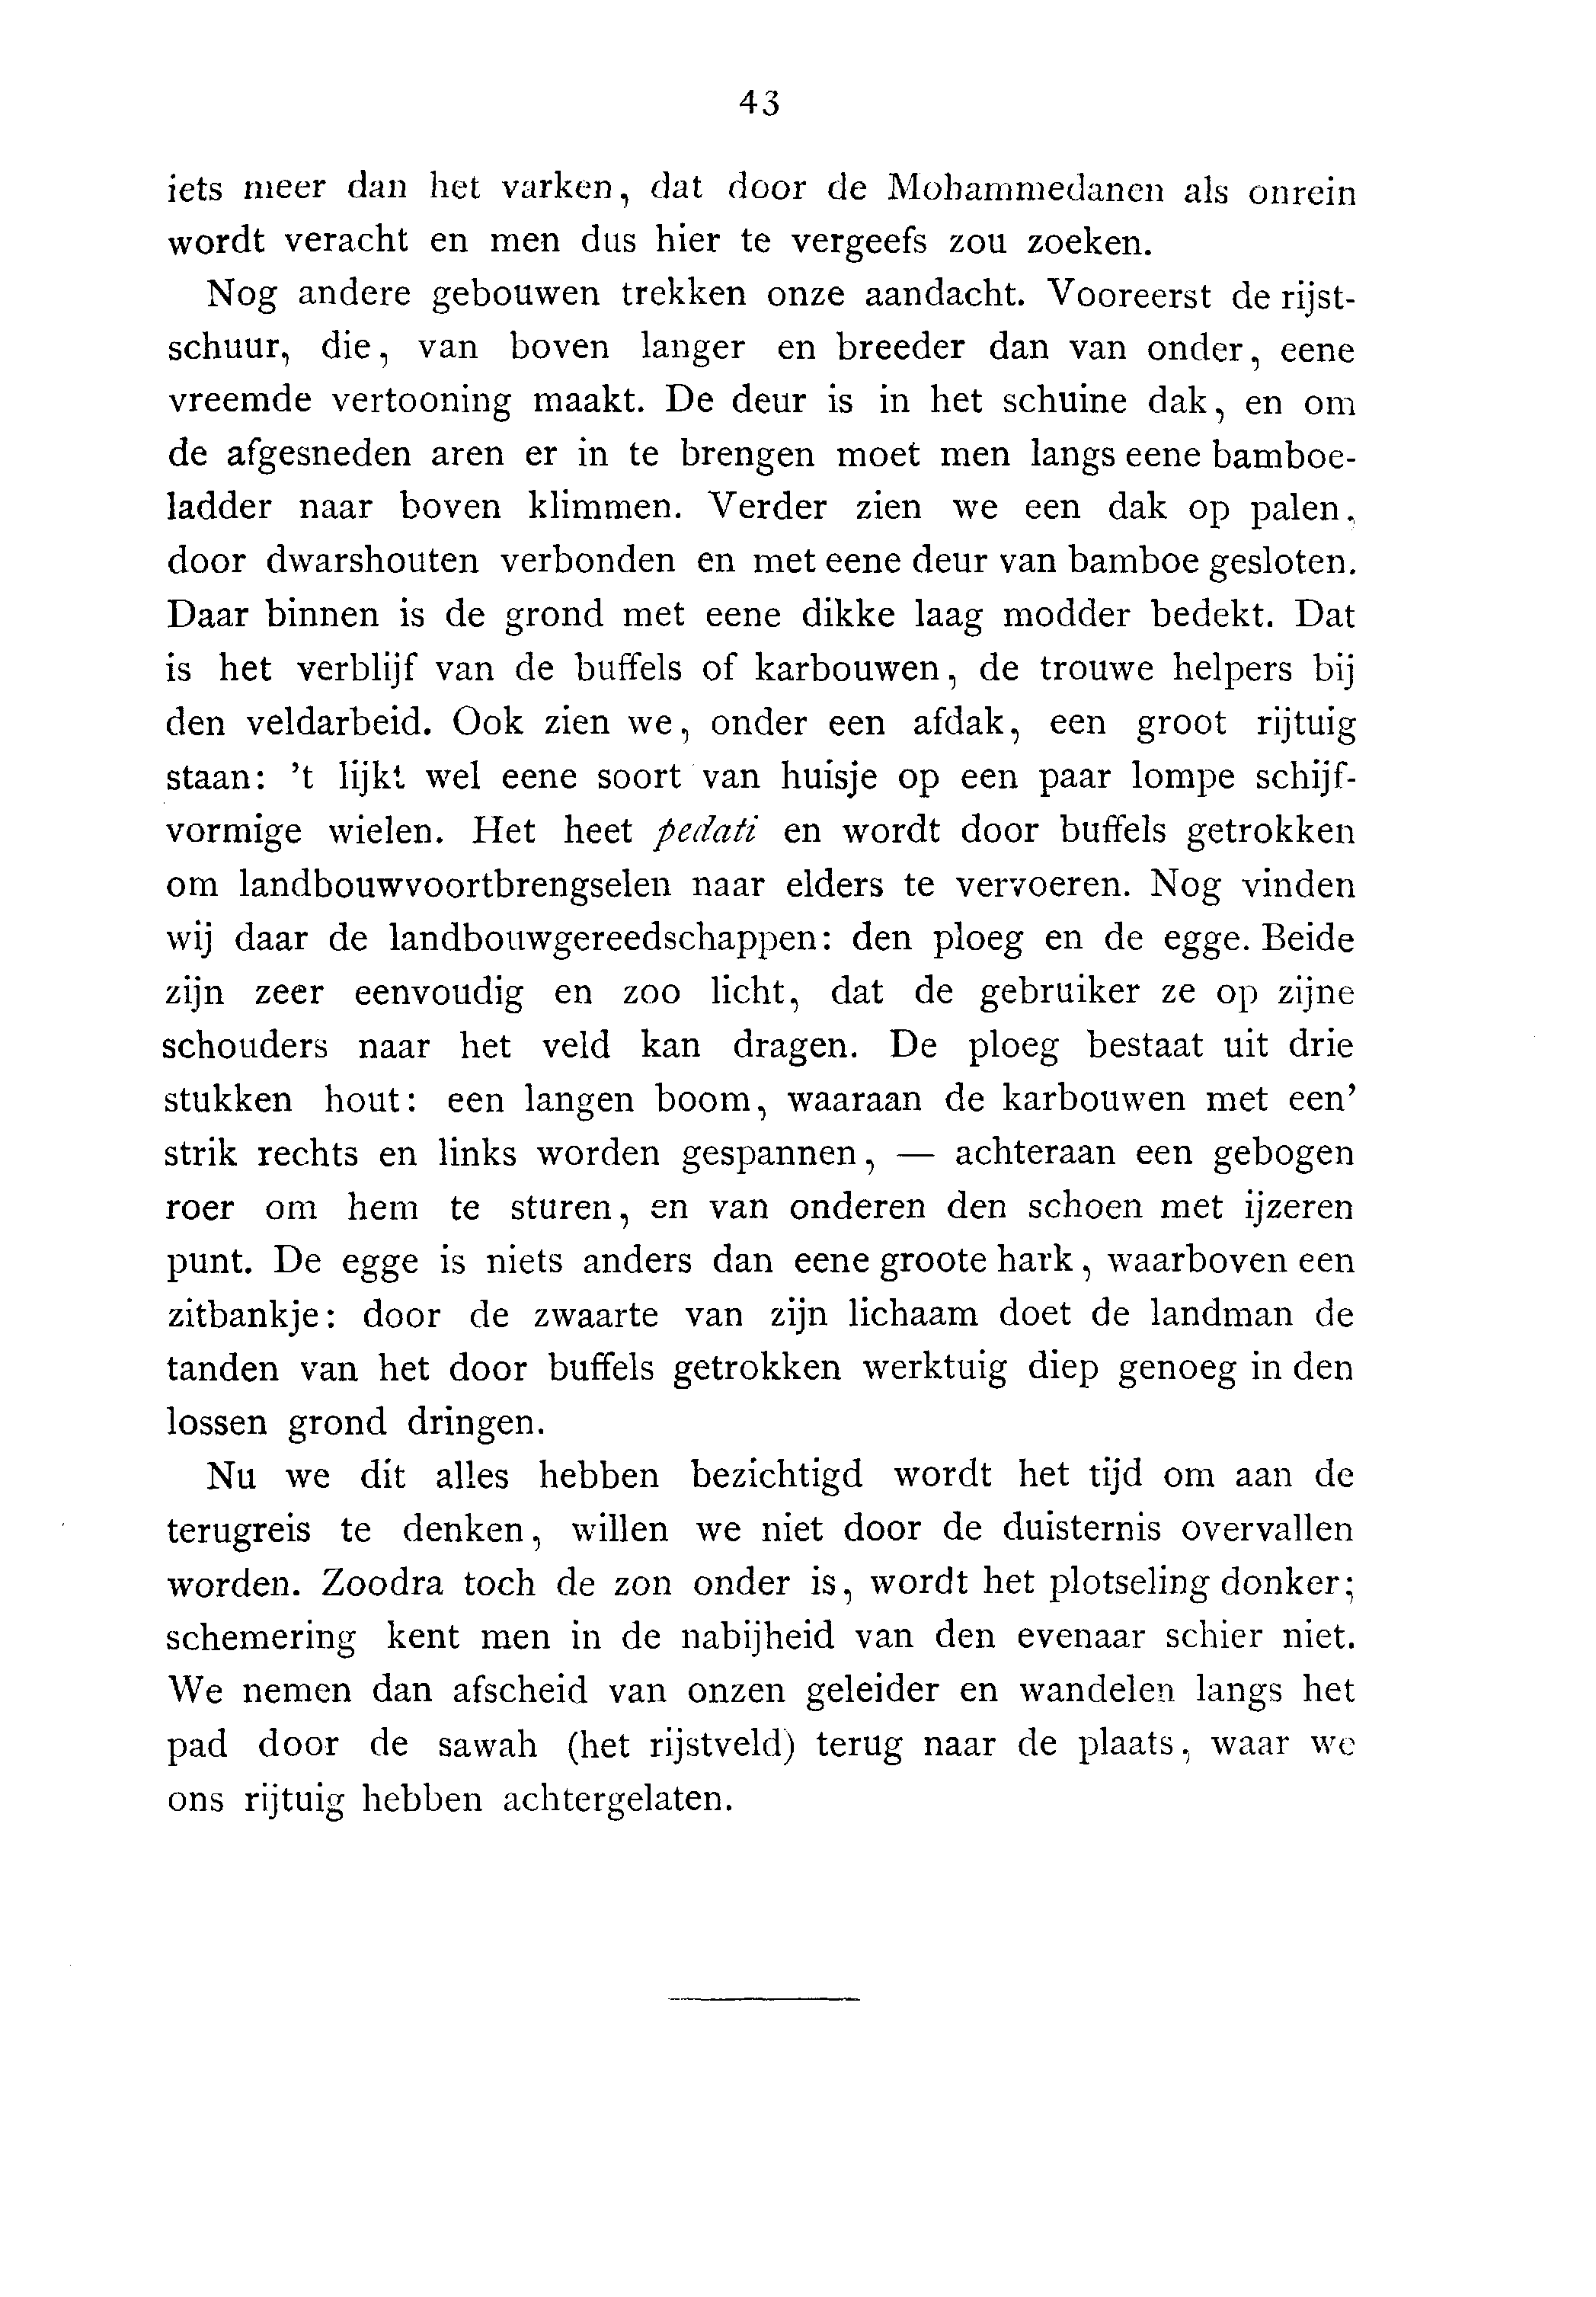 43
iets meer dan het varken, dat door de Mohammedanen als onrein
wordt veracht en men dus hier te vergeefs zou zoeken.
Nog andere gebouwen trekken onze aandacht. Vooreerst de rijst-
schuur, die, van boven langer en breeder dan van onder, eene
vreemde vertooning maakt. De deur is in het schuine dak, en om
de afgesneden aren er in te brengen moet men langs eene bamboe-
ladder naar boven klimmen. Verder zien we een dak op palen,
door dwarshouten verbonden en met eene deur van bamboe gesloten.
Daar binnen is de grond met eene dikke laag modder bedekt. Dat
is het verblijf van de buffels of karbouwen, de trouwe helpers bij
den veldarbeid. Ook zien we, onder een afdak, een groot rijtuig
staan: 't lijkt wel eene soort van huisje op een paar lompe schijf-
vormige wielen. Het heet pedati en wordt door buffels getrokken
om landbouwvoortbrengselen naar elders te vervoeren. Nog vinden
wij daar de landbouwgereedschappen: den ploeg en de egge. Beide
zijn zeer eenvoudig en zoo licht, dat de gebruiker ze op zijne
schouders naar het veld kan dragen. De ploeg bestaat uit drie
stukken hout: een langen boom, waaraan de karbouwen met een'
strik rechts en links worden gespannen, — achteraan een gebogen
roer om hem te sturen, en van onderen den schoen met ijzeren
punt. De egge is niets anders dan eene groote hark, waarboven een
zitbankje: door de zwaarte van zijn lichaam doet de landman de
tanden van het door buffels getrokken werktuig diep genoeg in den
lossen grond dringen.
Nu we dit alles hebben bezichtigd wordt het tijd om aan de
terugreis te denken, willen we niet door de duisternis overvallen
worden. Zoodra toch de zon onder is, wordt het plotseling donker;
schemering kent men in de nabijheid van den evenaar schier niet.
We nemen dan afscheid van onzen geleider en wandelen langs het
pad door de sawah (het rijstveld) terug naar de plaats, waar we
ons rijtuig hebben achtergelaten.